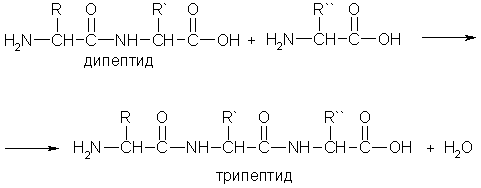 R O R` O R``  O
H₂N—CH—C—NH—CH—C—OH + H₂N—CH—C—OH
дипептид
R O R` O R`` O
H₂N—CH—C—NH—CH—C—NH—CH—C—OH + H₂O
трипептид